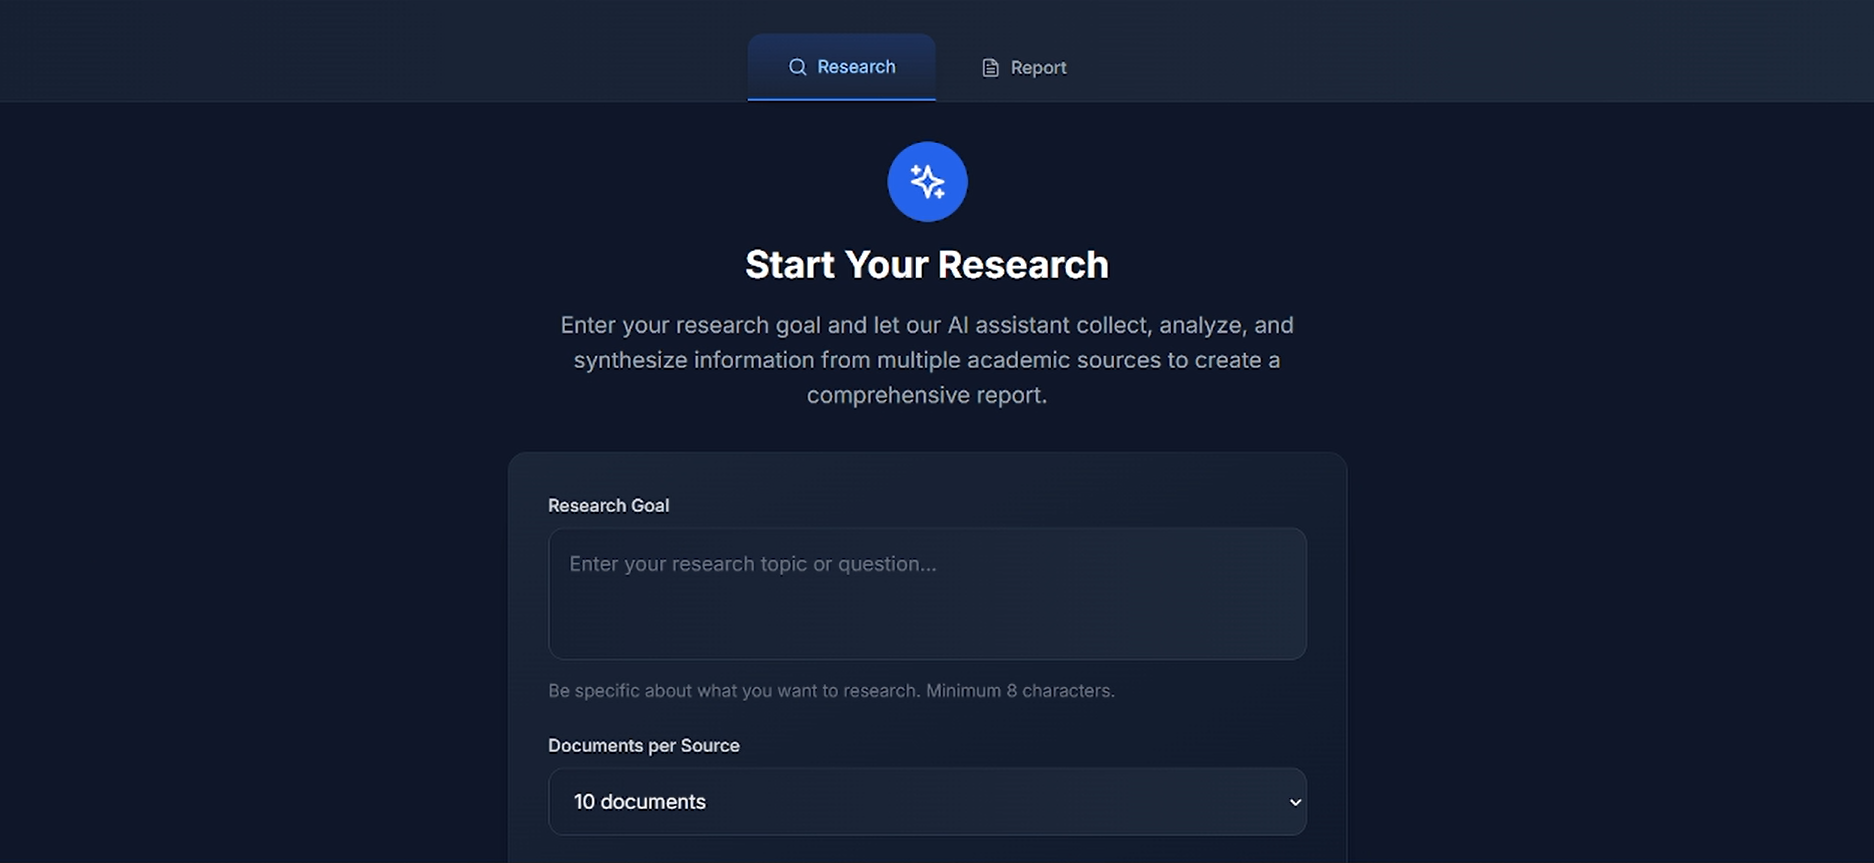 Research
Report
Start Your Research
Enter your research goal and let our AI assistant collect, analyze, and
synthesize information from multiple academic sources to create a
comprehensive report.
Research Goal
Enter your research topic or question...
Be specific about what you want to research. Minimum 8 characters.
Documents per Source
10 documents